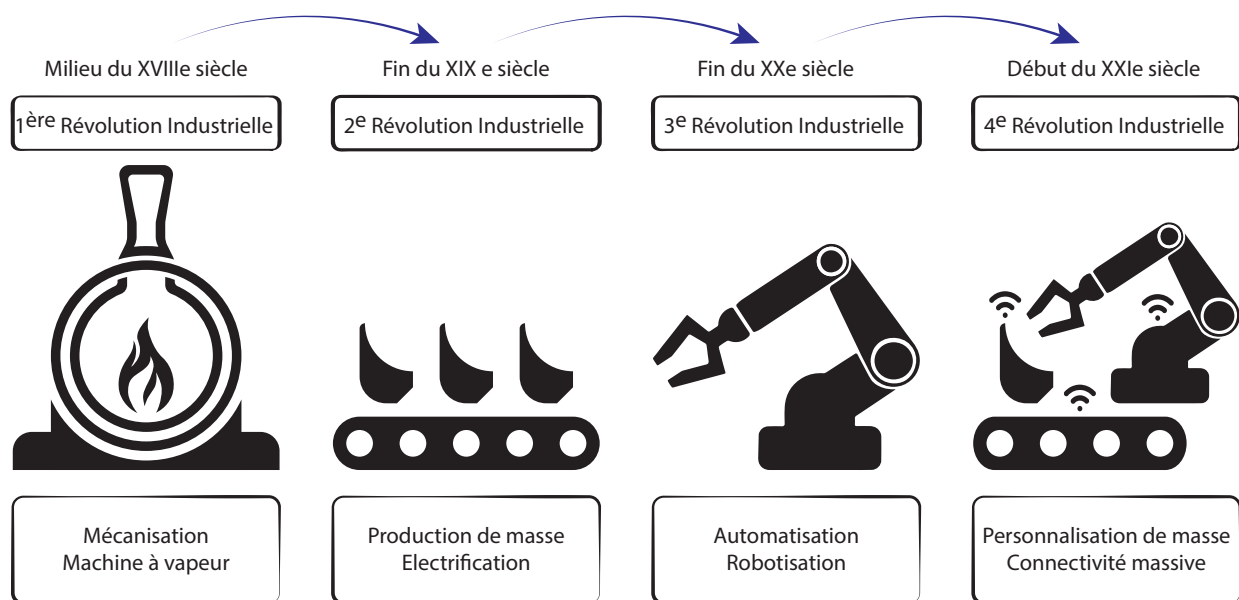 Milieu du XVIIIe siècle
1ère Révolution Industrielle
Mécanisation
Machine à vapeur
Fin du XIX e siècle
2e Révolution Industrielle
Production de masse
Electrification
Fin du XXe siècle
3e Révolution Industrielle
Automatisation
Robotisation
Début du XXIe siècle
4e Révolution Industrielle
Personnalisation de masse
Connectivité massive